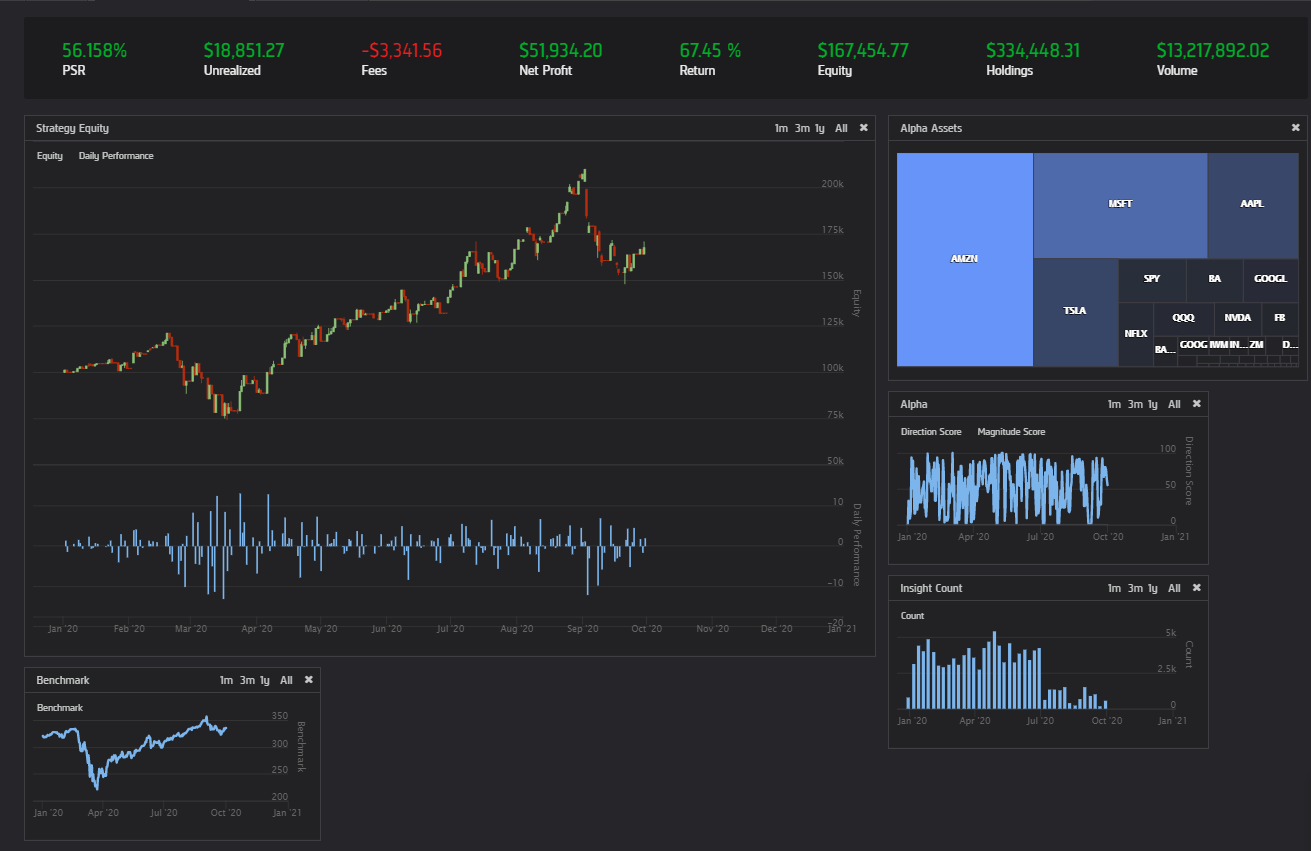 56.158% $18,851.27 -$3,341.56 $51,934.20 67.45 % $167,454.77 $334,448.31 $13,217,892.02
PSR Unrealized Fees Net Profit Return Equity Holdings Volume
Strategy Equity 1m 3m 1y All ✖
Equity Daily Performance
200k
175k
150k
125k
100k
75k
50k
Equity
10
0
-10
-20
Daily Performance
Jan '20 Feb '20 Mar '20 Apr '20 May '20 Jun '20 Jul '20 Aug '20 Sep '20 Oct '20 Nov '20 Dec '20 Jan '21
Alpha Assets ✖
AMZN
MSFT
AAPL
TSLA
SPY
BA
GOOGL
NFLX
QQQ
NVDA
FB
BA...
GOOG
IWM
IN...
ZM
D...
Alpha 1m 3m 1y All ✖
Direction Score Magnitude Score
100
50
0
Direction Score
Jan '20 Apr '20 Jul '20 Oct '20 Jan '21
Insight Count 1m 3m 1y All ✖
Count
5k
2.5k
0
Count
Jan '20 Apr '20 Jul '20 Oct '20 Jan '21
Benchmark 1m 3m 1y All ✖
Benchmark
350
300
250
200
Benchmark
Jan '20 Apr '20 Jul '20 Oct '20 Jan '21